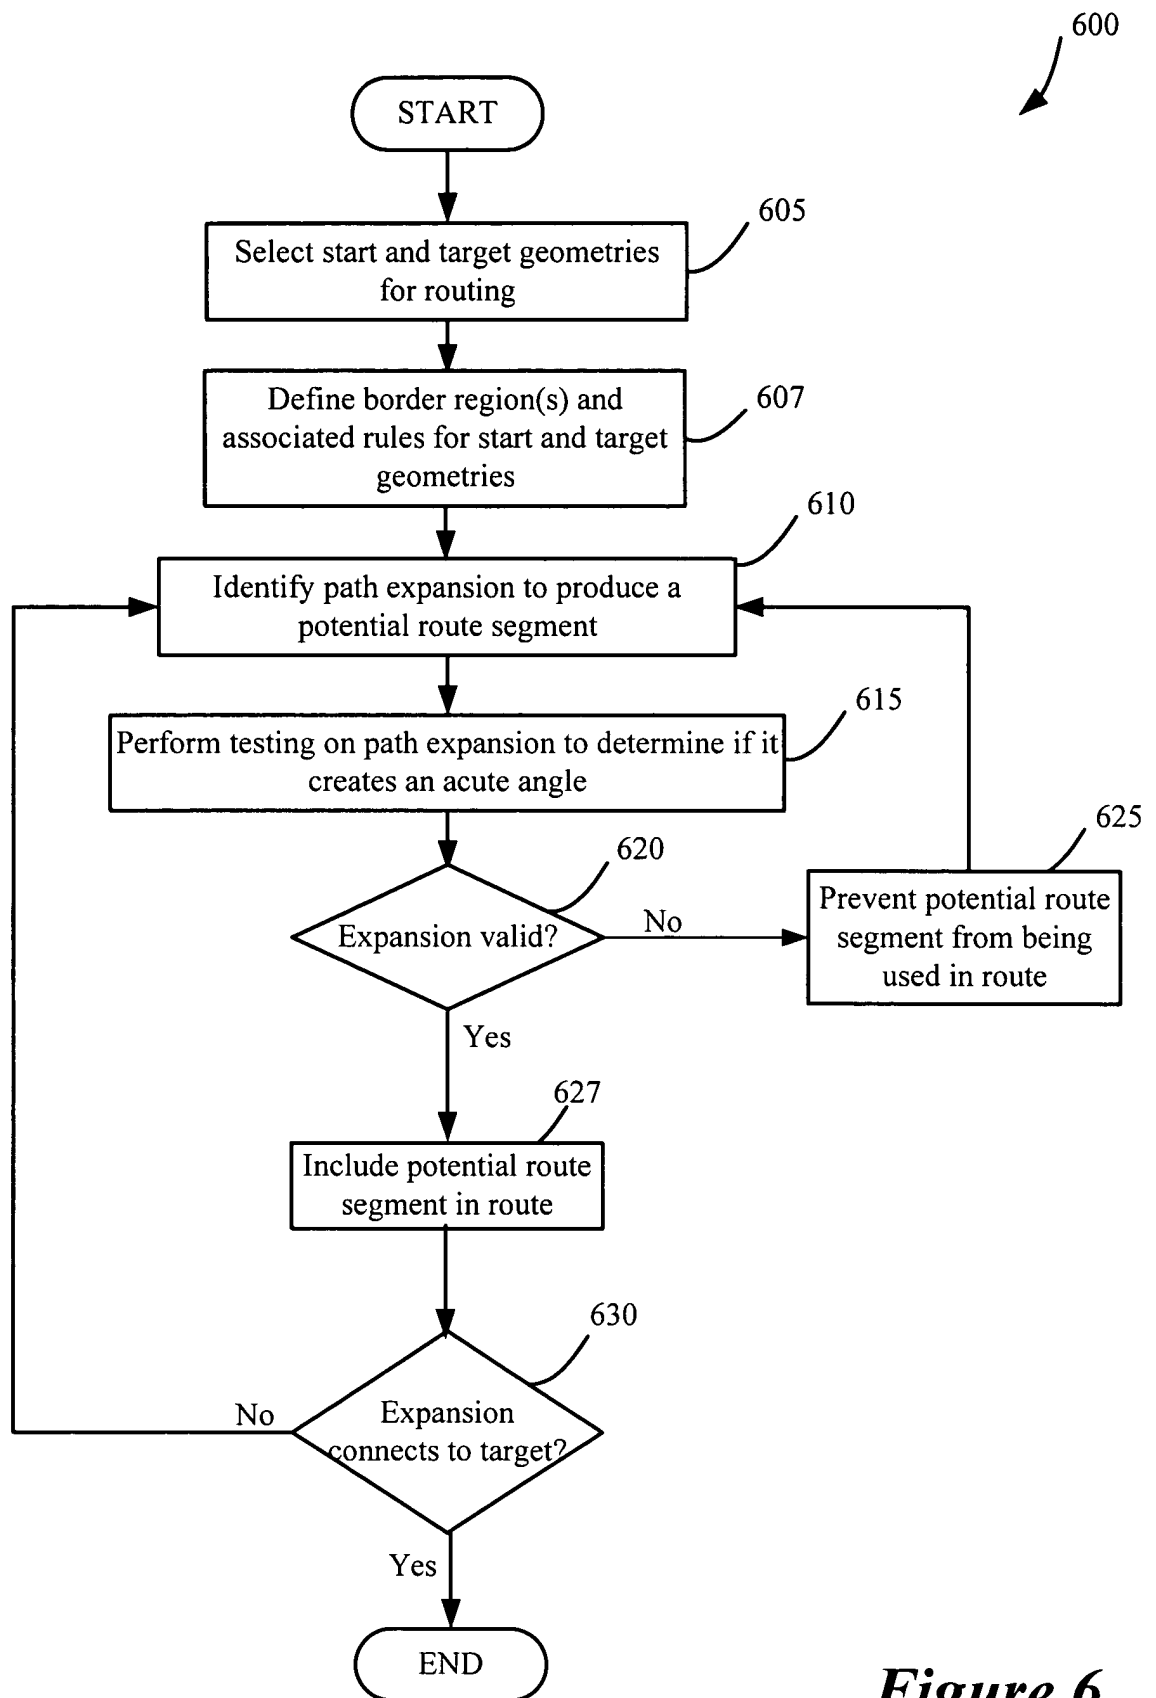 600
START
605
Select start and target geometries
for routing
607
Define border region(s) and
associated rules for start and target
geometries
610
Identify path expansion to produce a
potential route segment
615
Perform testing on path expansion to determine if it
creates an acute angle
620
625
Expansion valid?
No
Prevent potential route
segment from being
used in route
Yes
627
Include potential route
segment in route
630
Expansion
connects to target?
No
Yes
END
Figure 6